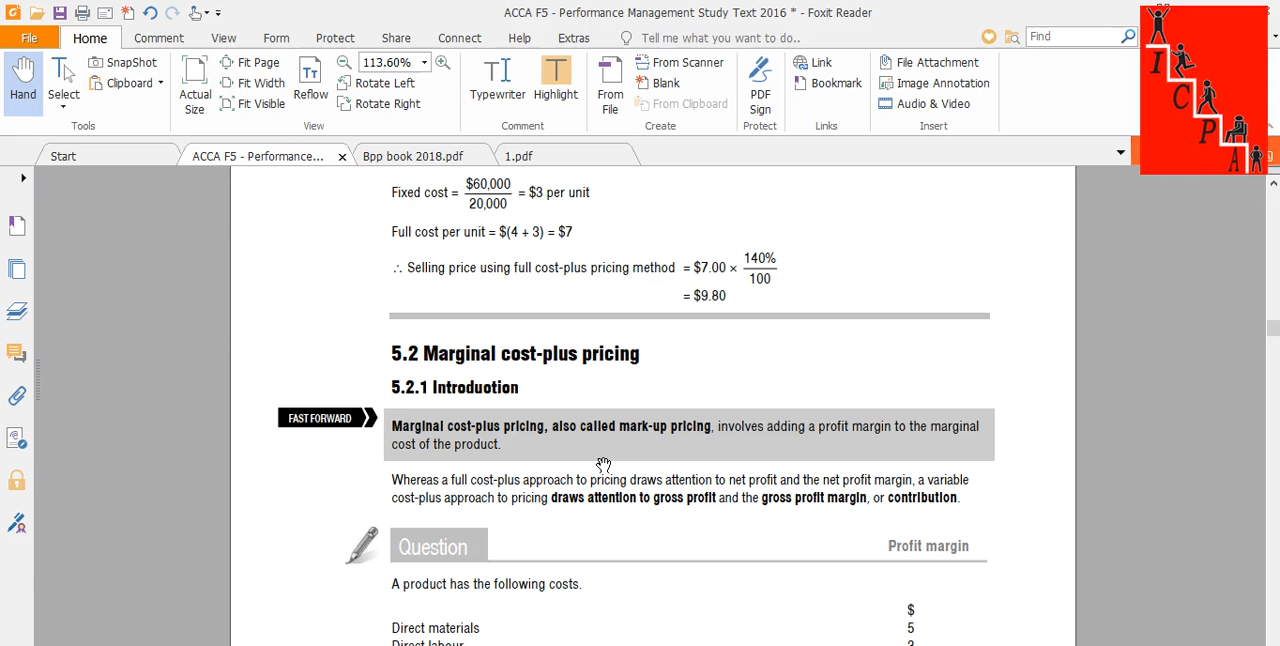 ACCA F5 - Performance Management Study Text 2016 * - Foxit Reader
File Home Comment View Form Protect Share Connect Help Extras Tell me what you want to do.. Find
Hand
Select
SnapShot
Clipboard
Tools
Actual
Size
Fit Page
Fit Width
Fit Visible
Reflow
113.60%
Rotate Left
Rotate Right
View
Typewriter
Highlight
Comment
From
File
From Scanner
Blank
From Clipboard
Create
PDF
Sign
Protect
Link
Bookmark
Links
File Attachment
Image Annotation
Audio & Video
Insert
I
C
P
A
Start ACCA F5 - Performance... Bpp book 2018.pdf 1.pdf
Fixed cost = $60,000 / 20,000 = $3 per unit
Full cost per unit = $(4 + 3) = $7
∴ Selling price using full cost-plus pricing method = $7.00 × 140% / 100
= $9.80
5.2 Marginal cost-plus pricing
5.2.1 Introduction
FAST FORWARD
Marginal cost-plus pricing, also called mark-up pricing, involves adding a profit margin to the marginal
cost of the product.
Whereas a full cost-plus approach to pricing draws attention to net profit and the net profit margin, a variable
cost-plus approach to pricing draws attention to gross profit and the gross profit margin, or contribution.
Question Profit margin
A product has the following costs.
$
Direct materials 5
Direct labour 3